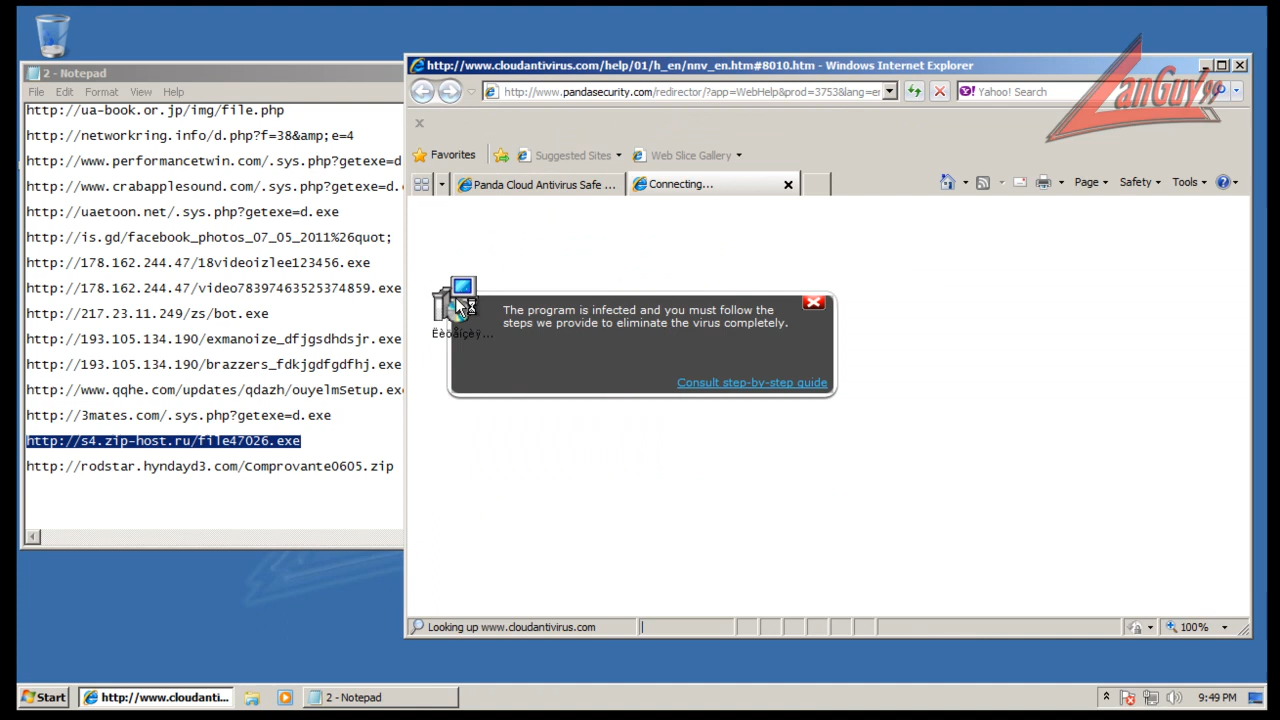 2 - Notepad
File Edit Format View Help
http://ua-book.or.jp/img/file.php
http://networkring.info/d.php?f=38&amp;e=4
http://www.performancetwin.com/.sys.php?getexe=d
http://www.crabapplesound.com/.sys.php?getexe=d.
http://uaetoon.net/.sys.php?getexe=d.exe
http://is.gd/facebook_photos_07_05_2011%26quot;
http://178.162.244.47/18videoizlee123456.exe
http://178.162.244.47/video78397463525374859.exe
http://217.23.11.249/zs/bot.exe
http://193.105.134.190/exmanoize_dfjgsdhdsjr.exe
http://193.105.134.190/brazzers_fdkjgdfgdfhj.exe
http://www.qqhe.com/updates/qdazh/ouyelmSetup.ex
http://3mates.com/.sys.php?getexe=d.exe
http://s4.zip-host.ru/file47026.exe
http://rodstar.hyndayd3.com/Comprovante0605.zip
http://www.cloudantivirus.com/help/01/h_en/nnv_en.htm#8010.htm - Windows Internet Explorer
http://www.pandasecurity.com/redirector/?app=WebHelp&prod=3753&lang=er
Yahoo! Search
LanGuy99
x
Favorites Suggested Sites Web Slice Gallery
Panda Cloud Antivirus Safe ... Connecting...
Page Safety Tools
The program is infected and you must follow the
steps we provide to eliminate the virus completely.
Consult step-by-step guide
Looking up www.cloudantivirus.com
100%
Start http://www.cloudanti... 2 - Notepad 9:49 PM